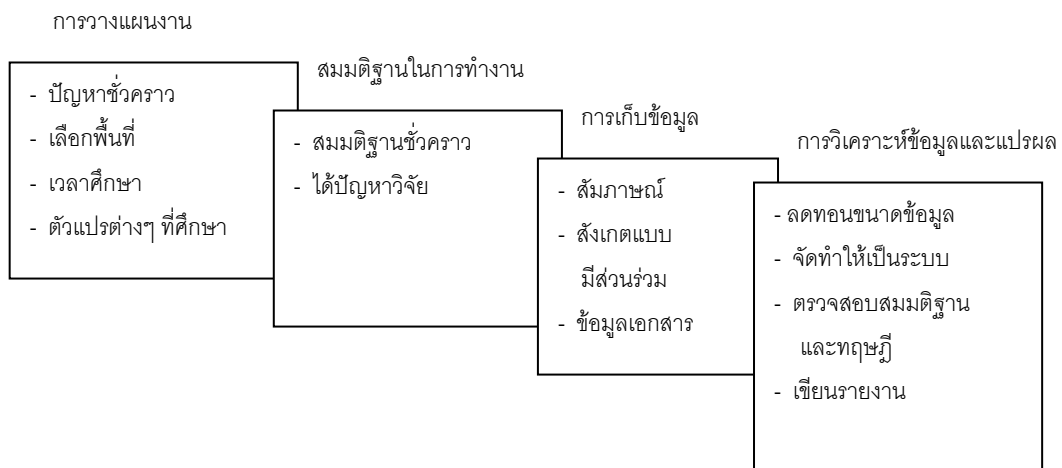 การวางแผนงาน
- ปัญหาชั่วคราว
- เลือกพื้นที่
- เวลาศึกษา
- ตัวแปรต่างๆ ที่ศึกษา
สมมติฐานในการทำงาน
- สมมติฐานชั่วคราว
- ได้ปัญหาวิจัย
การเก็บข้อมูล
- สัมภาษณ์
- สังเกตแบบ
มีส่วนร่วม
- ข้อมูลเอกสาร
การวิเคราะห์ข้อมูลและแปรผล
- ลดทอนขนาดข้อมูล
- จัดทำให้เป็นระบบ
- ตรวจสอบสมมติฐาน
และทฤษฎี
- เขียนรายงาน